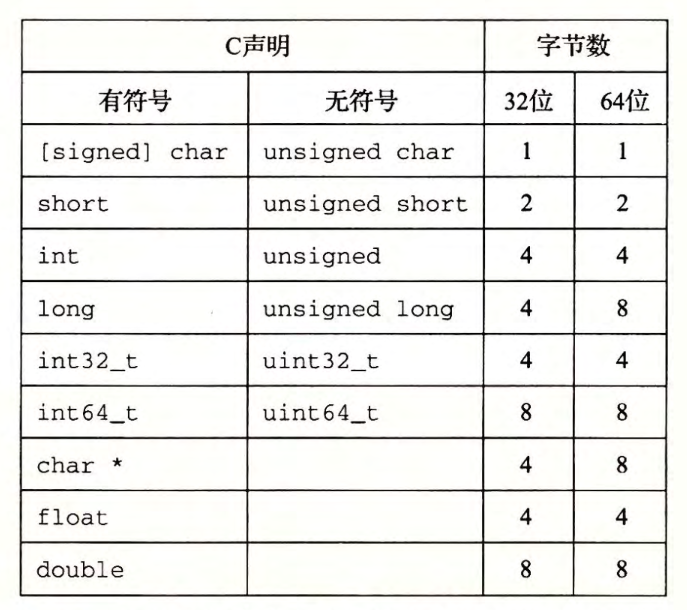 C声明 字节数
有符号 无符号 32位 64位
[signed] char unsigned char 1 1
short unsigned short 2 2
int unsigned 4 4
long unsigned long 4 8
int32_t uint32_t 4 4
int64_t uint64_t 8 8
char * 4 8
float 4 4
double 8 8